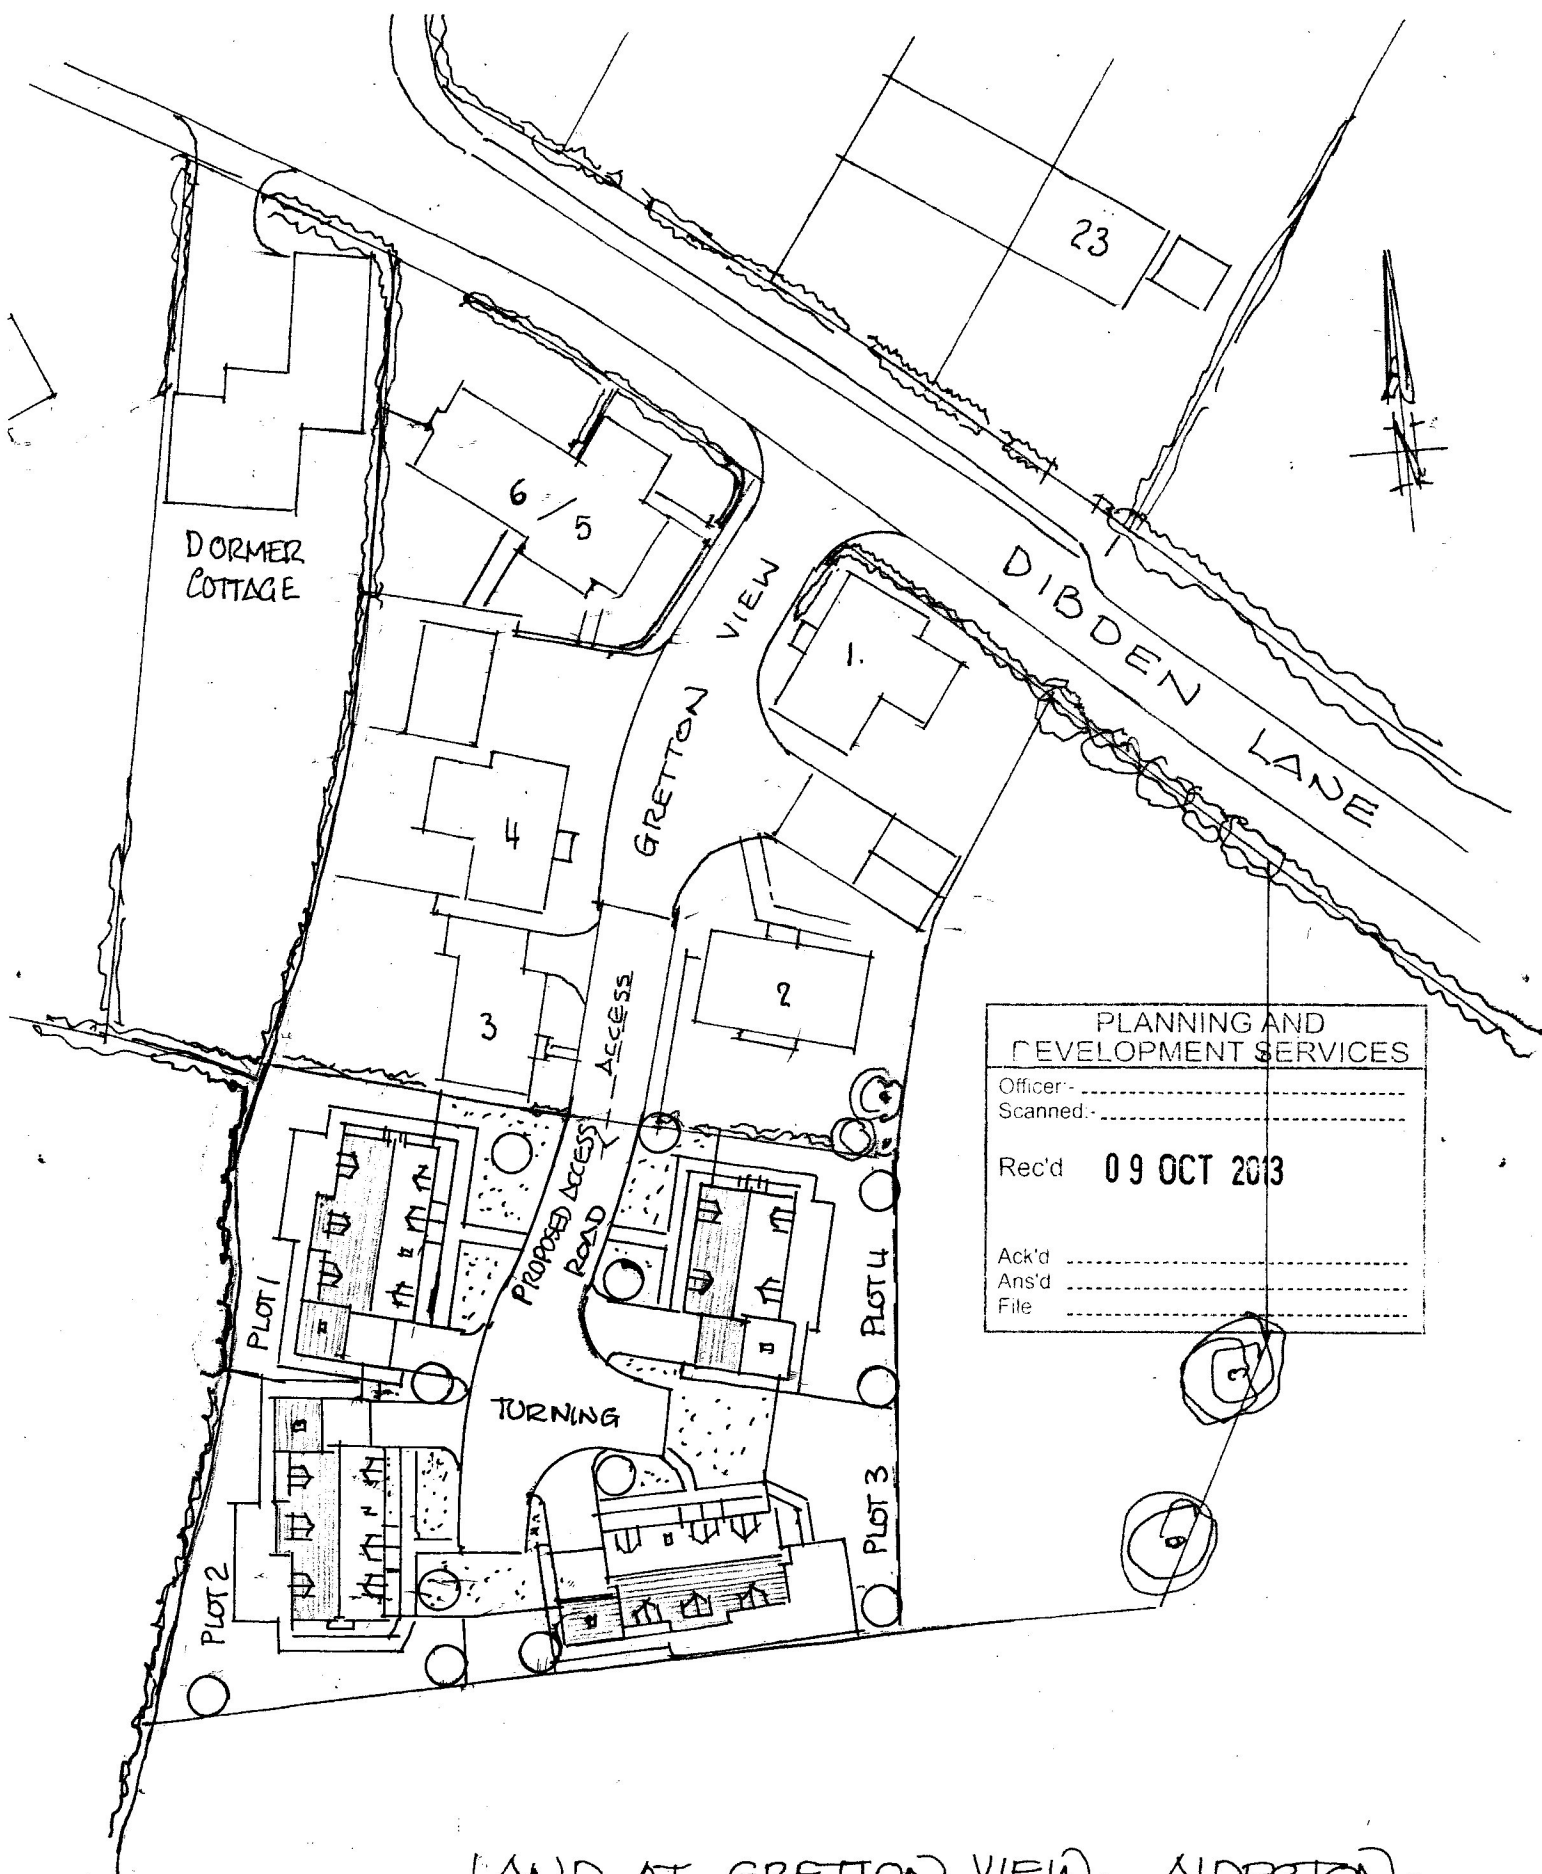 23
N
DORMER
COTTAGE
6/5
GRETTON VIEW
1.
DIBDEN LANE
4
3
ACCESS
2
PLANNING AND
DEVELOPMENT SERVICES
Officer:-
Scanned:-
Rec'd 09 OCT 2013
Ack'd
Ans'd
File
PROPOSED ACCESS
ROAD
PLOT 1
PLOT 4
TURNING
PLOT 3
PLOT 2
LAND AT GRETTON VIEW, ALDERTON.